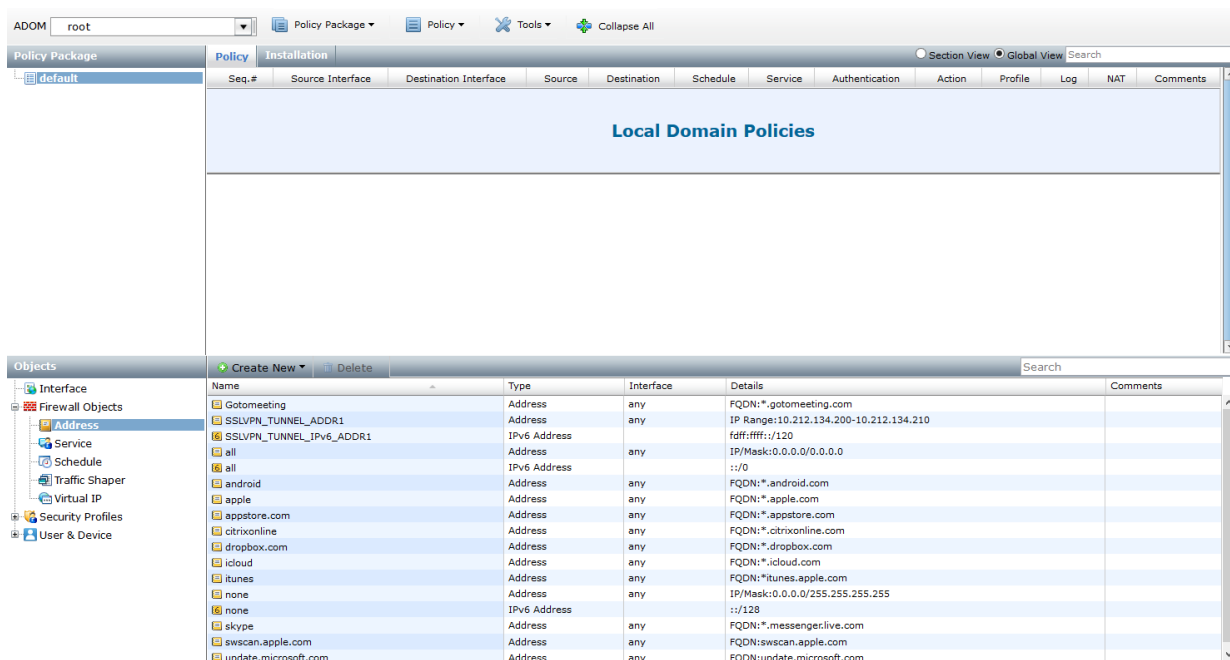 ADOM root Policy Package Policy Tools Collapse All
Policy Package Policy Installation Section View Global View Search
default Seq.# Source Interface Destination Interface Source Destination Schedule Service Authentication Action Profile Log NAT Comments
Local Domain Policies
Objects Create New Delete Search
Name Type Interface Details Comments
Interface
Firewall Objects
Address
Service
Schedule
Traffic Shaper
Virtual IP
Security Profiles
User & Device
Gotomeeting Address any FQDN:*.gotomeeting.com
SSLVPN_TUNNEL_ADDR1 Address any IP Range:10.212.134.200-10.212.134.210
SSLVPN_TUNNEL_IPv6_ADDR1 IPv6 Address fdff:ffff::/120
all Address any IP/Mask:0.0.0.0/0.0.0.0
all IPv6 Address ::/0
android Address any FQDN:*.android.com
apple Address any FQDN:*.apple.com
appstore.com Address any FQDN:*.appstore.com
citrixonline Address any FQDN:*.citrixonline.com
dropbox.com Address any FQDN:*.dropbox.com
icloud Address any FQDN:*.icloud.com
itunes Address any FQDN:*itunes.apple.com
none Address any IP/Mask:0.0.0.0/255.255.255.255
none IPv6 Address ::/128
skype Address any FQDN:*.messenger.live.com
swscan.apple.com Address any FQDN:swscan.apple.com
update.microsoft.com Address any FQDN:update.microsoft.com